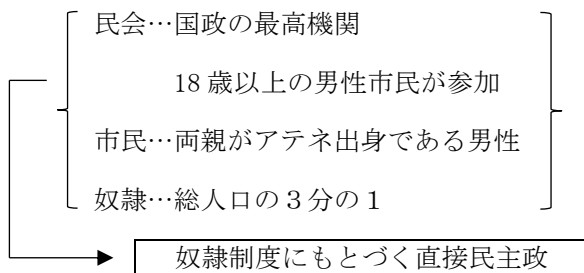 民会…国政の最高機関
18歳以上の男性市民が参加
市民…両親がアテネ出身である男性
奴隷…総人口の３分の１
奴隷制度にもとづく直接民主政